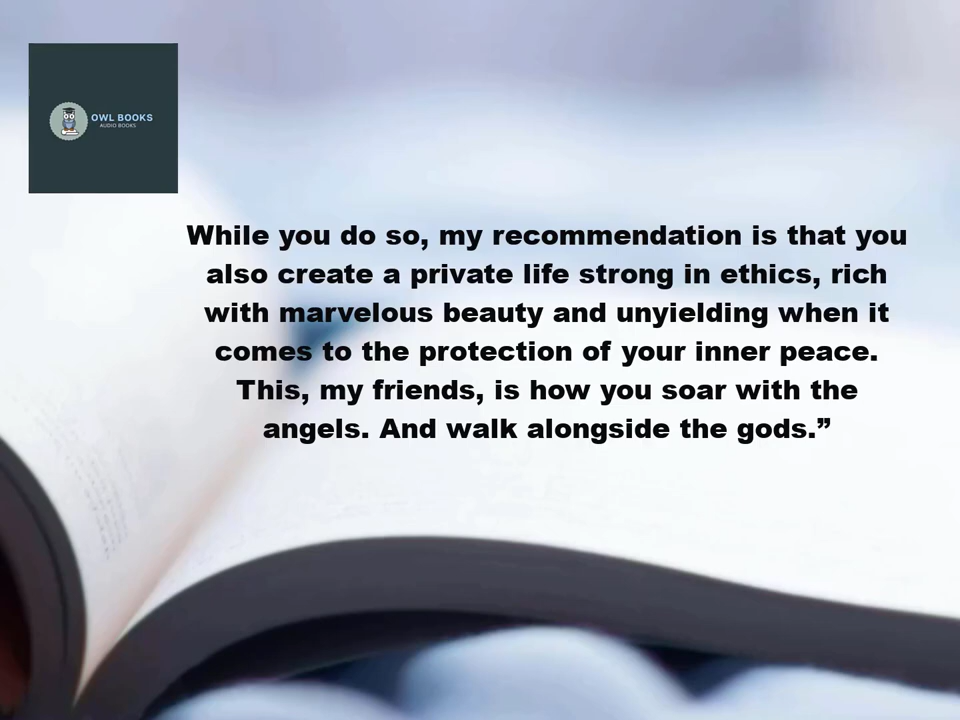 OWL BOOKS
AUDIO BOOKS
While you do so, my recommendation is that you
also create a private life strong in ethics, rich
with marvelous beauty and unyielding when it
comes to the protection of your inner peace.
This, my friends, is how you soar with the
angels. And walk alongside the gods.”